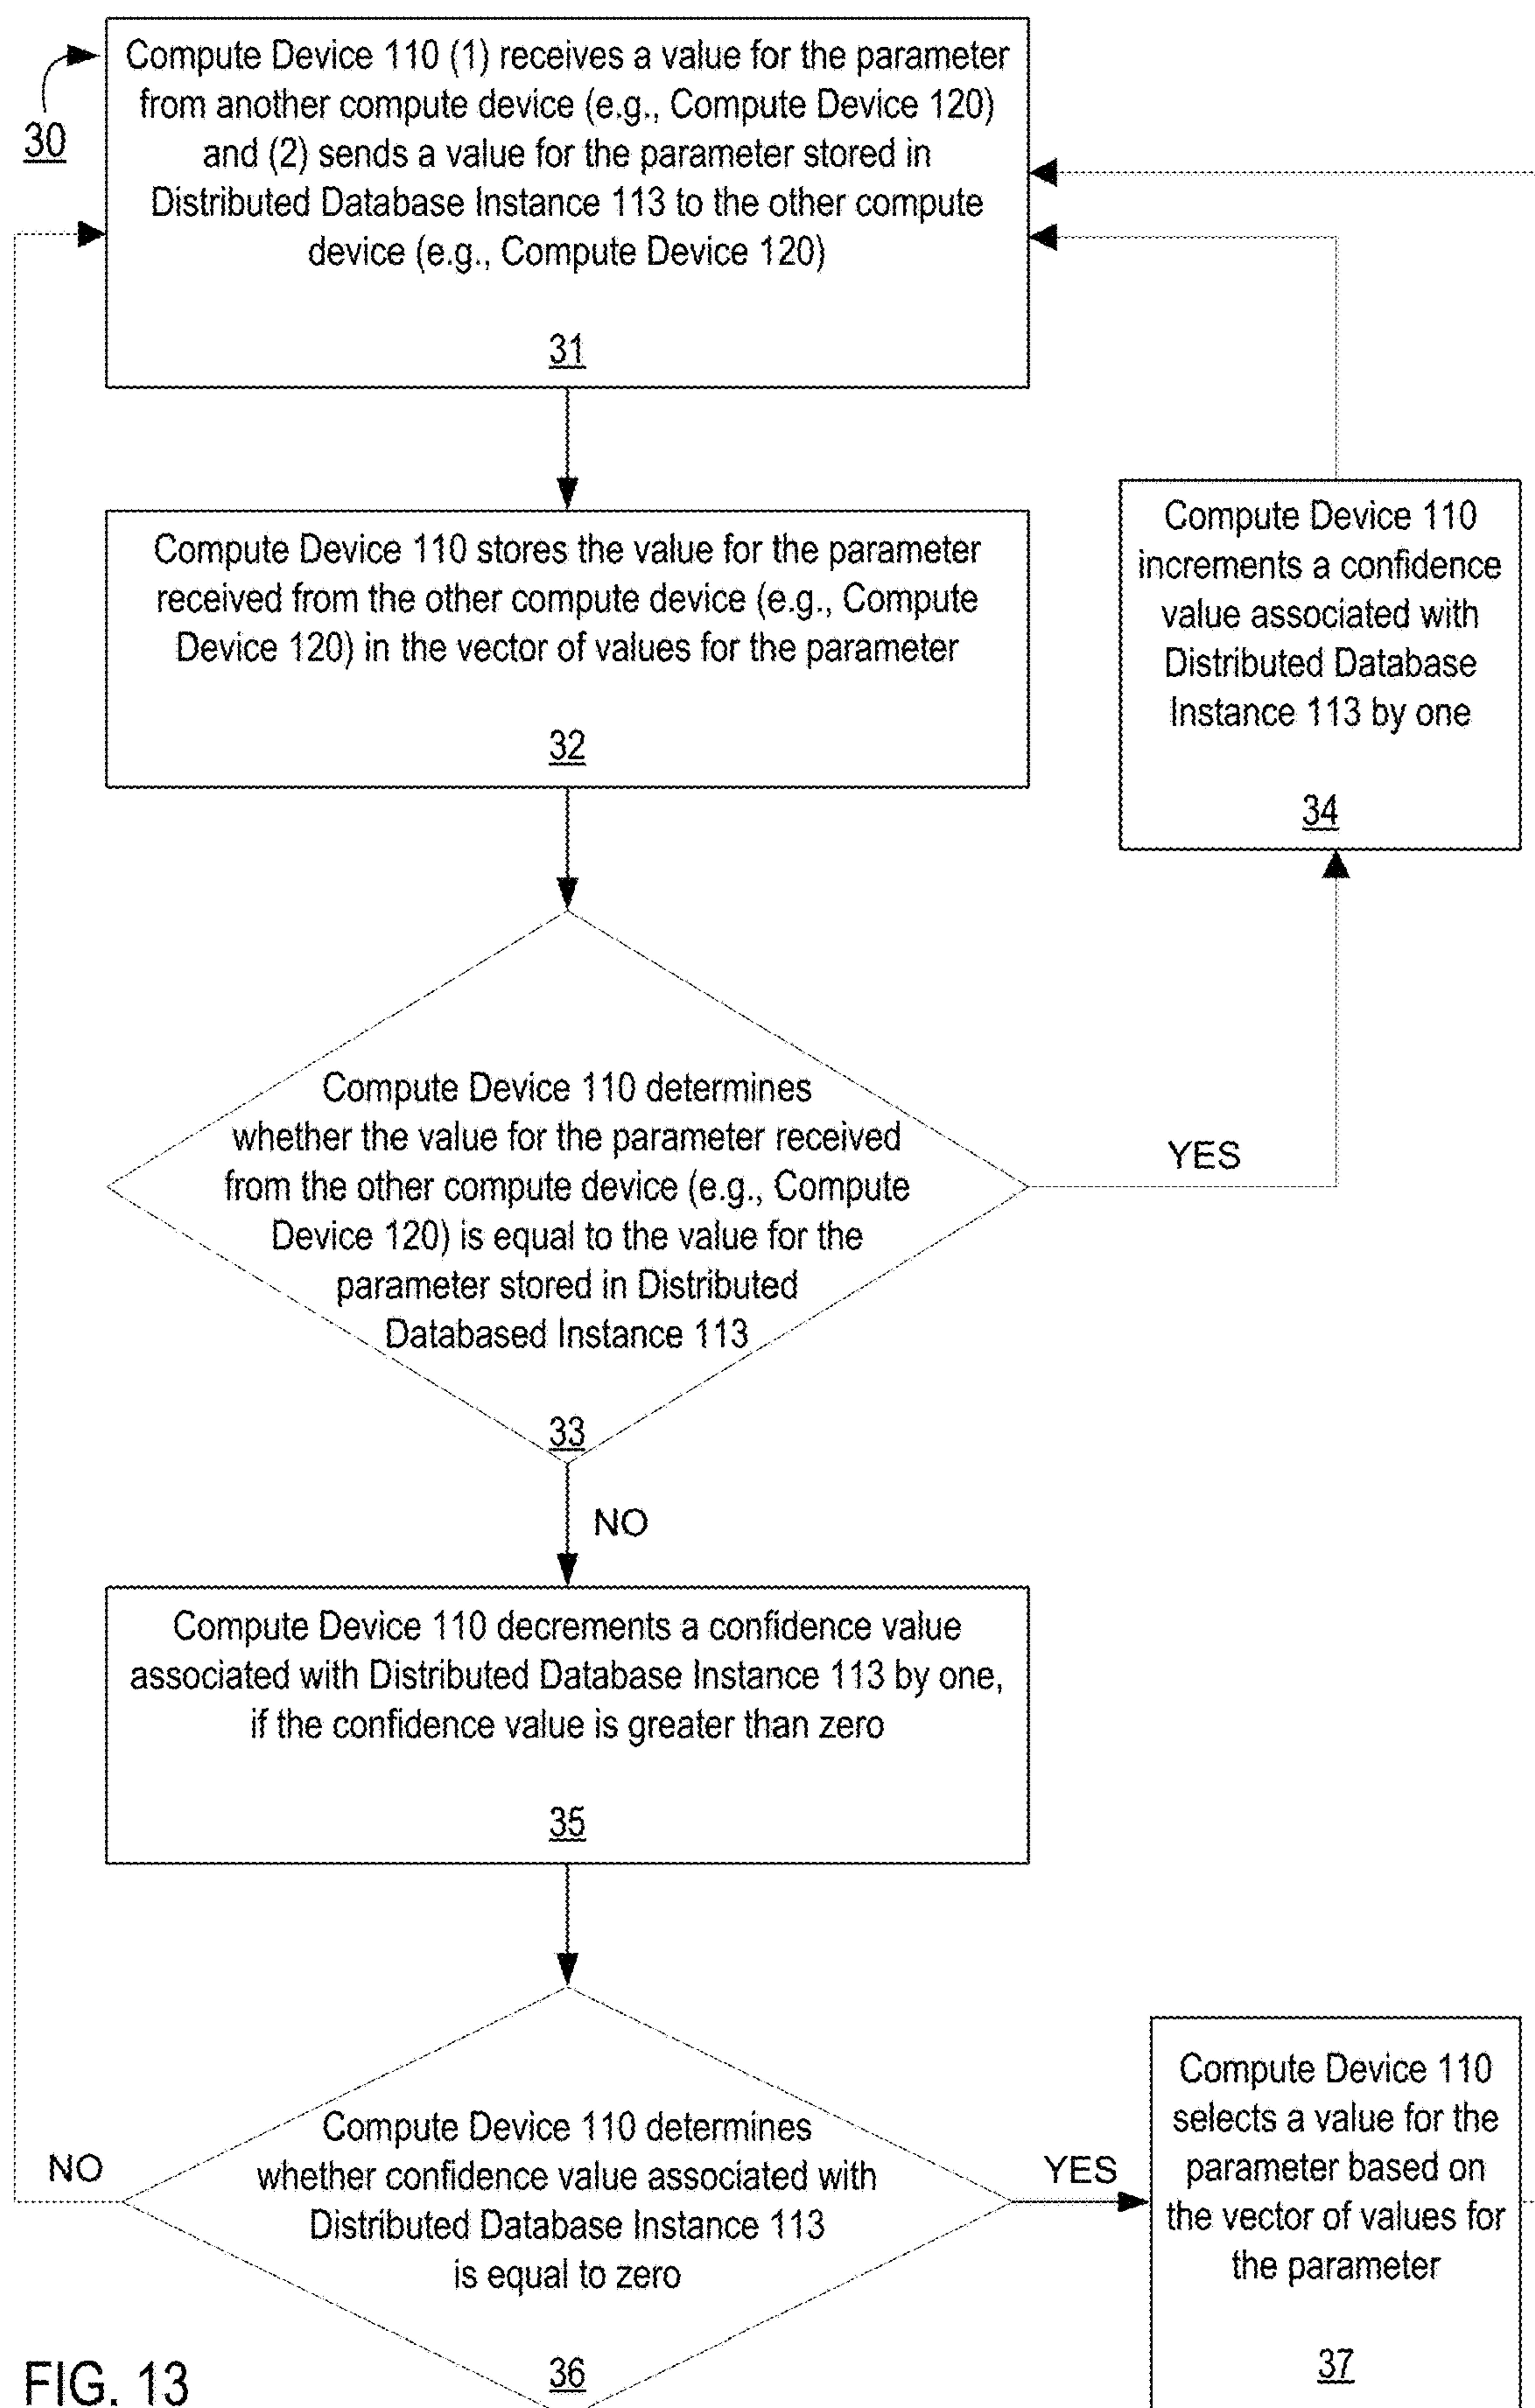 30
Compute Device 110 (1) receives a value for the parameter
from another compute device (e.g., Compute Device 120)
and (2) sends a value for the parameter stored in
Distributed Database Instance 113 to the other compute
device (e.g., Compute Device 120)
31
Compute Device 110 stores the value for the parameter
received from the other compute device (e.g., Compute
Device 120) in the vector of values for the parameter
32
Compute Device 110
increments a confidence
value associated with
Distributed Database
Instance 113 by one
34
Compute Device 110 determines
whether the value for the parameter received
from the other compute device (e.g., Compute
Device 120) is equal to the value for the
parameter stored in Distributed
Databased Instance 113
33
YES
NO
Compute Device 110 decrements a confidence value
associated with Distributed Database Instance 113 by one,
if the confidence value is greater than zero
35
Compute Device 110 determines
whether confidence value associated with
Distributed Database Instance 113
is equal to zero
36
NO
YES
Compute Device 110
selects a value for the
parameter based on
the vector of values for
the parameter
37
FIG. 13